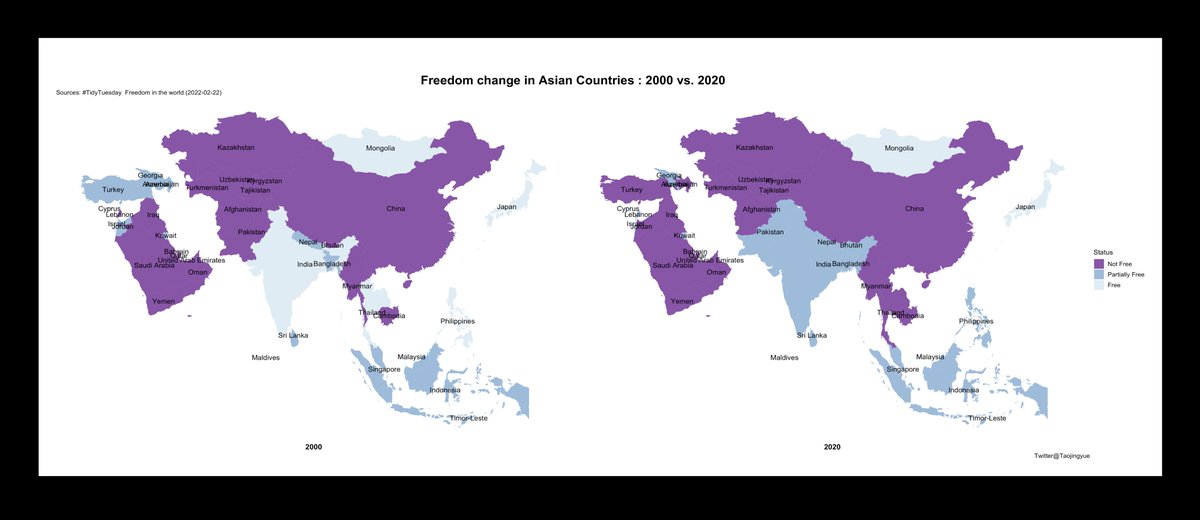 Freedom change in Asian Countries : 2000 vs. 2020
Sources: #TidyTuesday Freedom in the world (2022-02-22)
Kazakhstan
Mongolia
Georgia
Uzbekistan
Kyrgyzstan
Turkey
Turkmenistan
Tajikistan
Japan
Cyprus
Afghanistan
China
Lebanon
Iraq
Israel
Jordan
Kuwait
Pakistan
Nepal
Bhutan
Bahrain
Qatar
United Arab Emirates
Saudi Arabia
India
Bangladesh
Oman
Myanmar
Yemen
Thailand
Cambodia
Philippines
Sri Lanka
Maldives
Malaysia
Singapore
Indonesia
Timor-Leste
2000
Kazakhstan
Mongolia
Georgia
Uzbekistan
Kyrgyzstan
Turkey
Turkmenistan
Tajikistan
Japan
Cyprus
Afghanistan
China
Lebanon
Iraq
Israel
Jordan
Kuwait
Pakistan
Nepal
Bhutan
Bahrain
Qatar
United Arab Emirates
Saudi Arabia
India
Bangladesh
Oman
Myanmar
Yemen
Thailand
Cambodia
Philippines
Sri Lanka
Maldives
Malaysia
Singapore
Indonesia
Timor-Leste
2020
Status
Not Free
Partially Free
Free
Twitter@Taojingyue